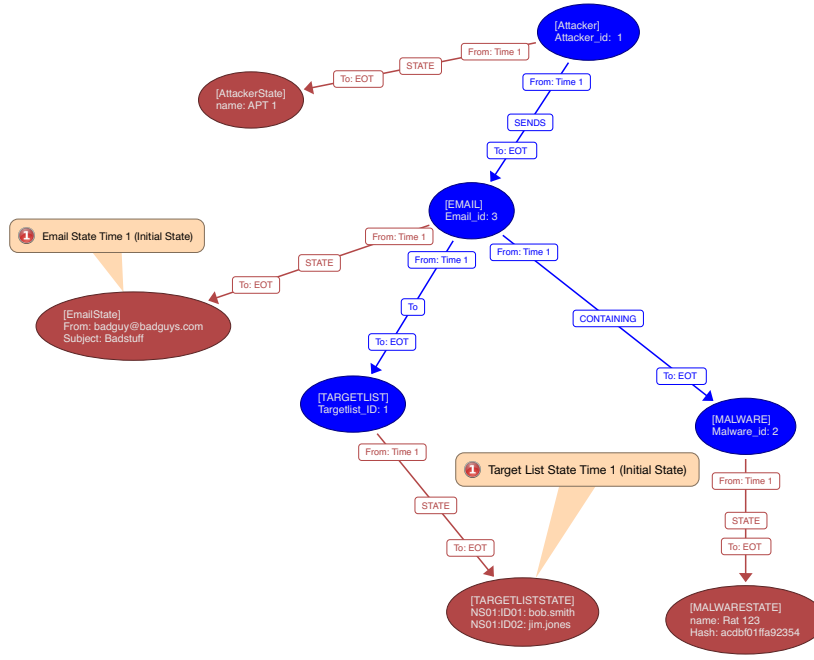 [Attacker]
Attacker_id: 1
From: Time 1
STATE
To: EOT
[AttackerState]
name: APT 1
From: Time 1
SENDS
To: EOT
[EMAIL]
Email_id: 3
1 Email State Time 1 (Initial State)
From: Time 1
STATE
To: EOT
[EmailState]
From: badguy@badguys.com
Subject: Badstuff
From: Time 1
To
To: EOT
From: Time 1
CONTAINING
To: EOT
[TARGETLIST]
Targetlist_ID: 1
[MALWARE]
Malware_id: 2
From: Time 1
STATE
To: EOT
1 Target List State Time 1 (Initial State)
From: Time 1
STATE
To: EOT
[TARGETLISTSTATE]
NS01:ID01: bob.smith
NS01:ID02: jim.jones
[MALWARESTATE]
name: Rat 123
Hash: acdbf01ffa92354